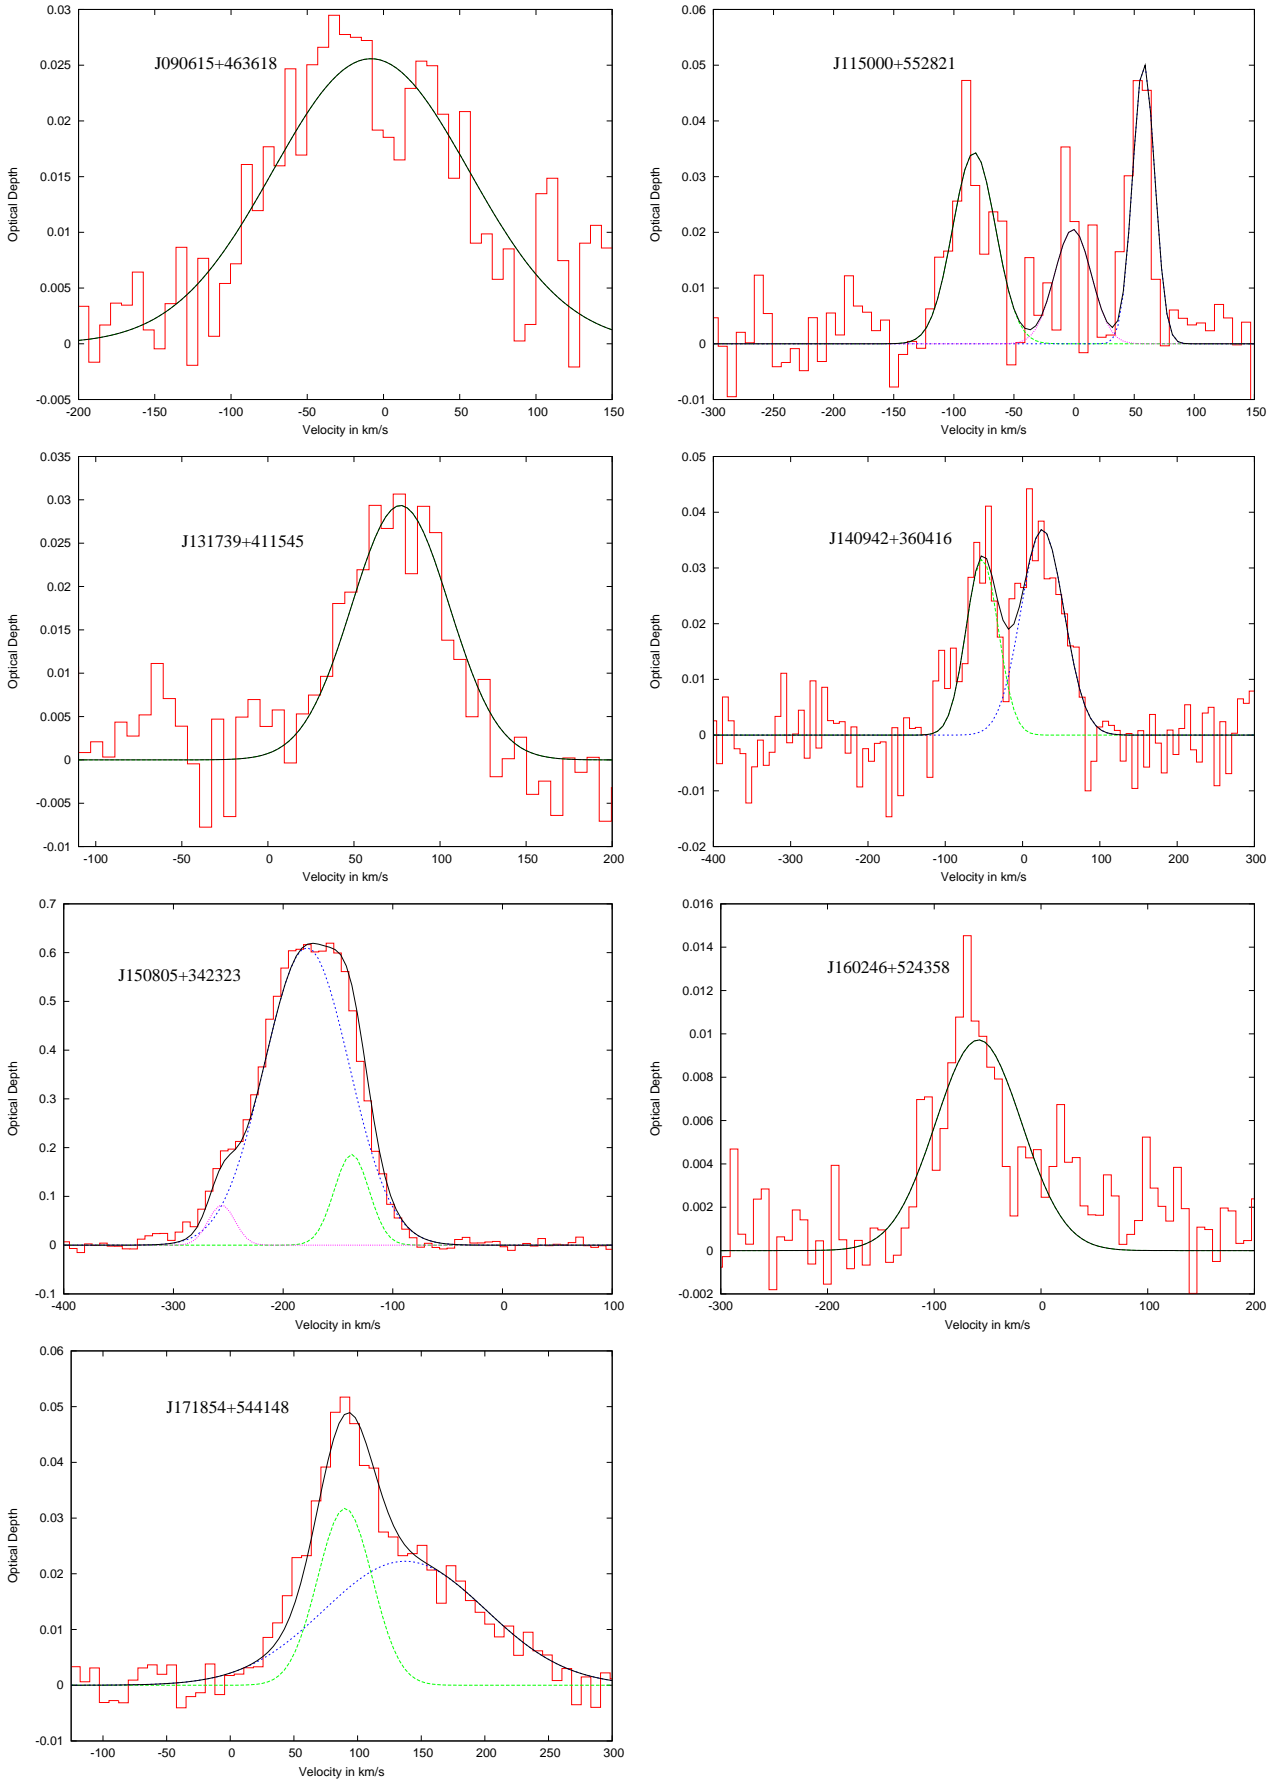 0.03
0.025
0.02
0.015
0.01
0.005
0
-0.005
Optical Depth
J090615+463618
-200 -150 -100 -50 0 50 100 150
Velocity in km/s
0.06
0.05
0.04
0.03
0.02
0.01
0
-0.01
Optical Depth
J115000+552821
-300 -250 -200 -150 -100 -50 0 50 100 150
Velocity in km/s
0.035
0.03
0.025
0.02
0.015
0.01
0.005
0
-0.005
-0.01
Optical Depth
J131739+411545
-100 -50 0 50 100 150 200
Velocity in km/s
0.05
0.04
0.03
0.02
0.01
0
-0.01
-0.02
Optical Depth
J140942+360416
-400 -300 -200 -100 0 100 200 300
Velocity in km/s
0.7
0.6
0.5
0.4
0.3
0.2
0.1
0
-0.1
Optical Depth
J150805+342323
-400 -300 -200 -100 0 100
Velocity in km/s
0.016
0.014
0.012
0.01
0.008
0.006
0.004
0.002
0
-0.002
Optical Depth
J160246+524358
-300 -200 -100 0 100 200
Velocity in km/s
0.06
0.05
0.04
0.03
0.02
0.01
0
-0.01
Optical Depth
J171854+544148
-100 -50 0 50 100 150 200 250 300
Velocity in km/s